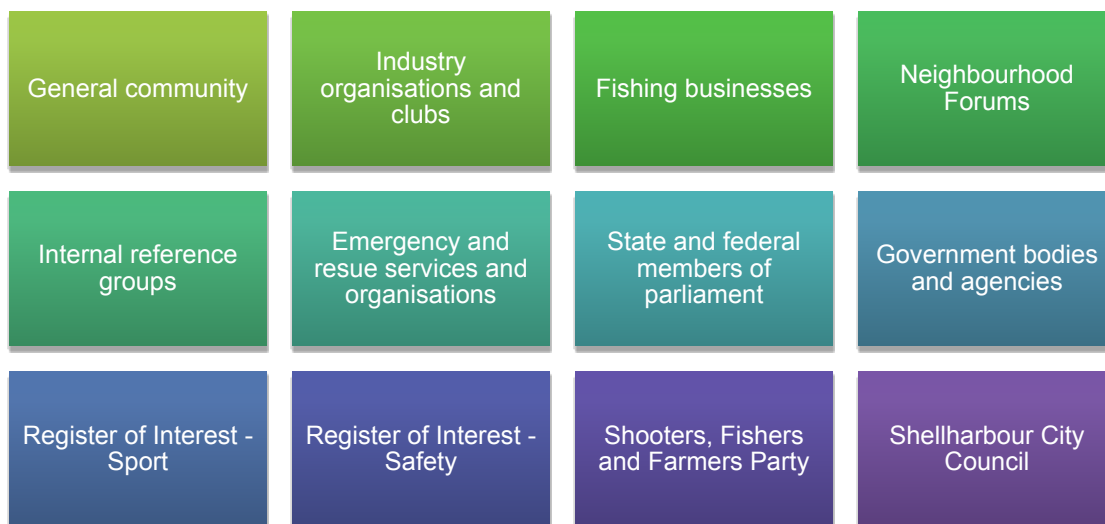 General community
Industry
organisations and
clubs
Fishing businesses
Neighbourhood
Forums
Internal reference
groups
Emergency and
resue services and
organisations
State and federal
members of
parliament
Government bodies
and agencies
Register of Interest -
Sport
Register of Interest -
Safety
Shooters, Fishers
and Farmers Party
Shellharbour City
Council